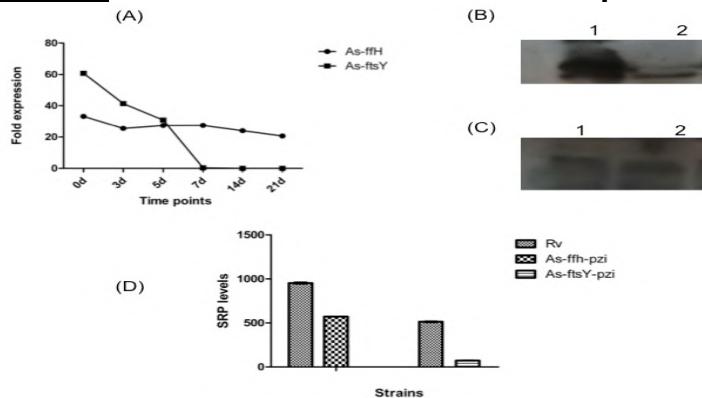 (A)
80
60
40
20
0
Fold expression
0d 3d 5d 7d 14d 21d
Time points
As-ffH
As-ftsY
(B)
1 2
(C)
1 2
(D)
1500
1000
500
0
SRP levels
Strains
Rv
As-ffh-pzi
As-ftsY-pzi